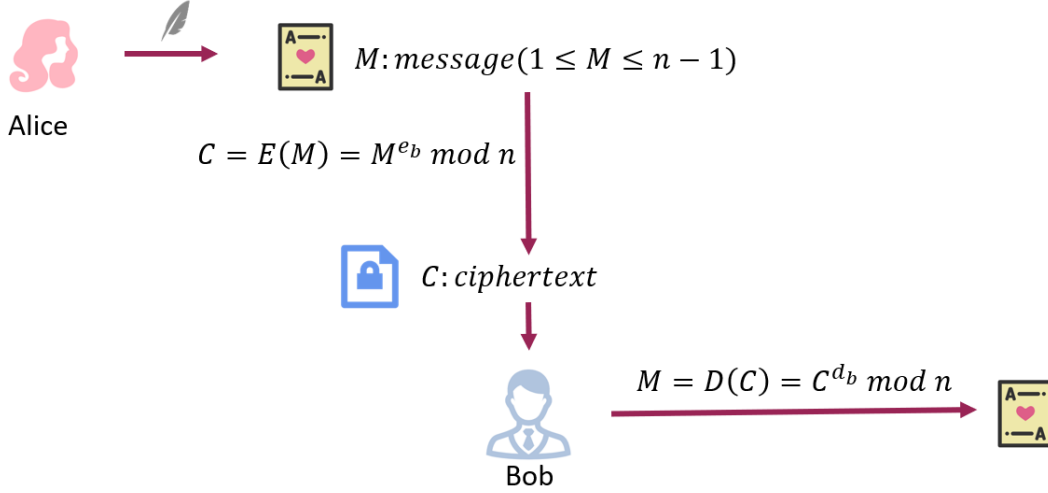 A
A
M: message(1 ≤ M ≤ n − 1)
Alice
C = E(M) = M^{e_b} mod n
C: ciphertext
M = D(C) = C^{d_b} mod n
A
A
Bob